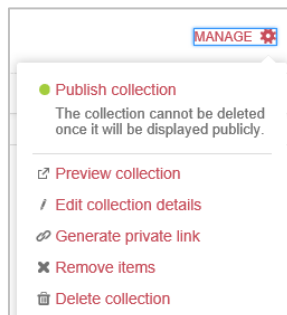 MANAGE
Publish collection
The collection cannot be deleted
once it will be displayed publicly.
Preview collection
Edit collection details
Generate private link
Remove items
Delete collection